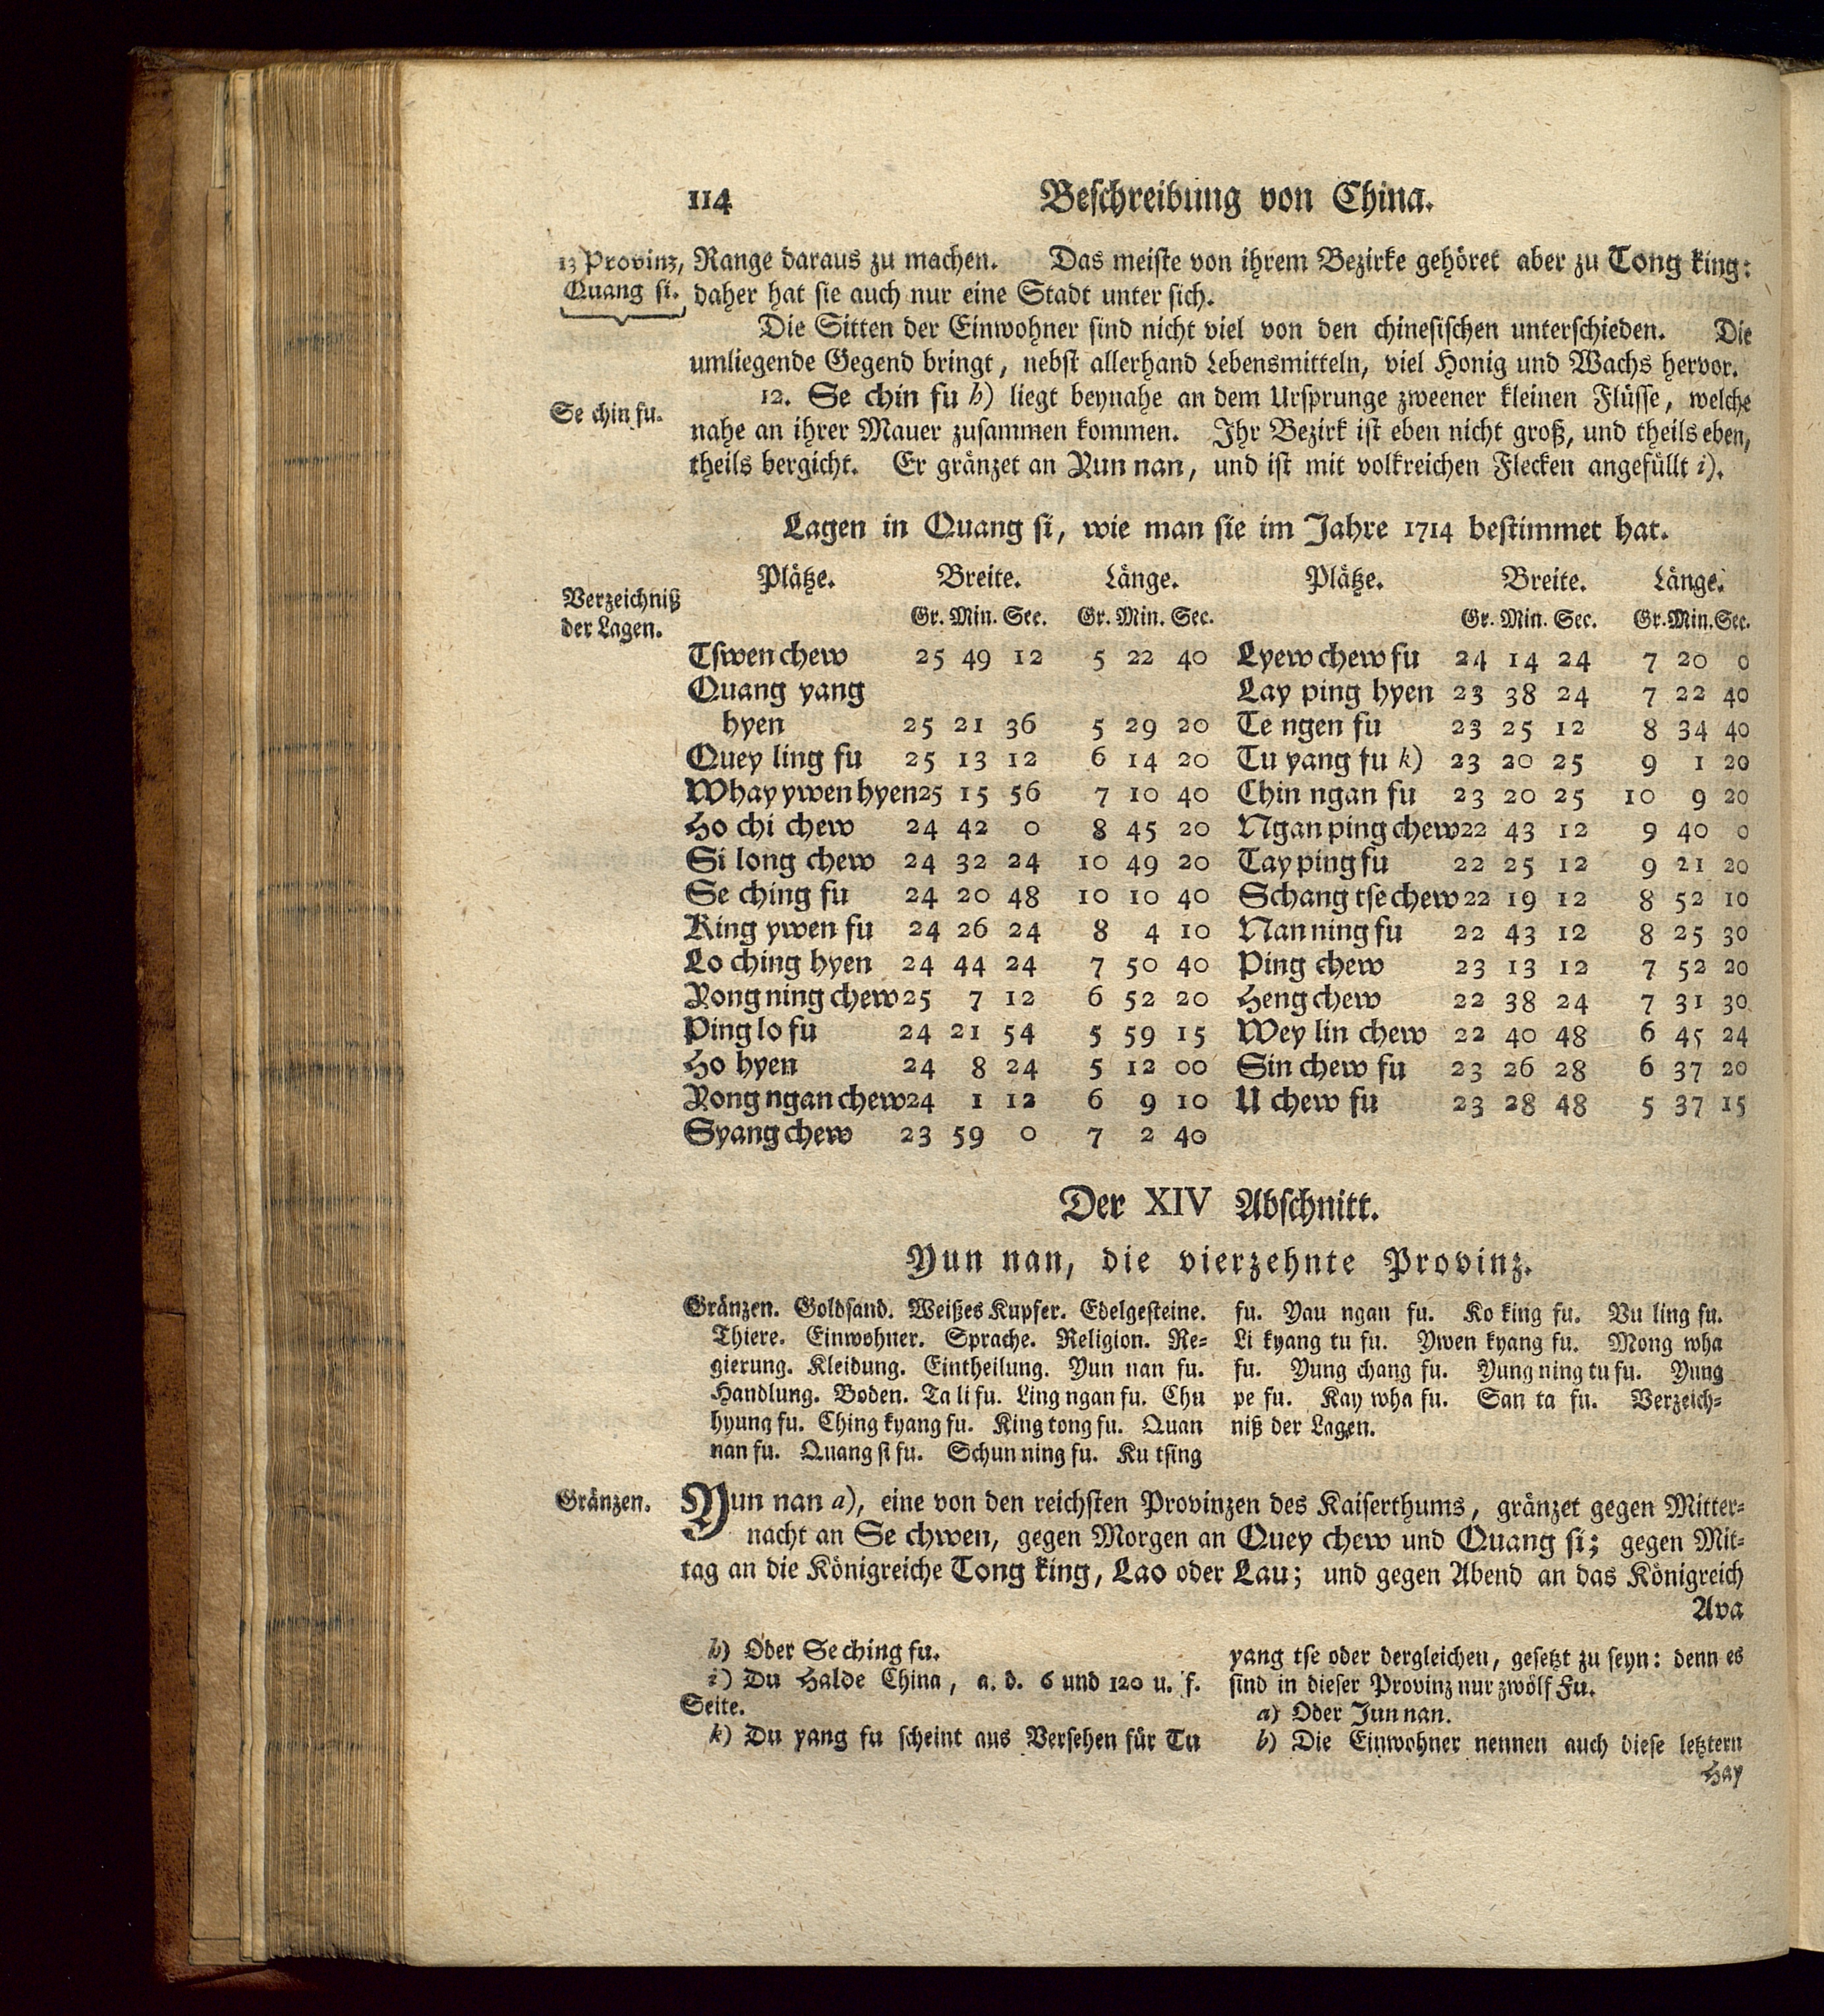 114 Beschreibung von China.
13 Provinz, Range daraus zu machen. Das meiste von ihrem Bezirke gehöret aber zu Tong king:
Quang si. daher hat sie auch nur eine Stadt unter sich.
Die Sitten der Einwohner sind nicht viel von den chinesischen unterschieden. Die
umliegende Gegend bringt, nebst allerhand Lebensmitteln, viel Honig und Wachs hervor.
Se chin fu. 12. Se chin fu h) liegt beynahe an dem Ursprunge zweener kleinen Flüsse, welche
nahe an ihrer Mauer zusammen kommen. Ihr Bezirk ist eben nicht groß, und theils eben,
theils bergicht. Er gränzet an Yun nan, und ist mit volkreichen Flecken angefüllt i).
Lagen in Quang si, wie man sie im Jahre 1714 bestimmet hat.
Verzeichniß
der Lagen.
Plätze. Breite. Länge. Plätze. Breite. Länge.
Gr. Min. Sec. Gr. Min. Sec. Gr. Min. Sec. Gr. Min. Sec.
Tswen chew 25 49 12 5 22 40 Lyew chew fu 24 14 24 7 20 0
Quang yang Lay ping hyen 23 38 24 7 22 40
hyen 25 21 36 5 29 20 Te ngen fu 23 25 12 8 34 40
Quey ling fu 25 13 12 6 14 20 Tu yang fu k) 23 20 25 9 1 20
Whay ywen hyen 25 15 56 7 10 40 Chin ngan fu 23 20 25 10 9 20
Ho chi chew 24 42 0 8 45 20 Ngan ping chew 22 43 12 9 40 0
Si long chew 24 32 24 10 49 20 Tay ping fu 22 25 12 9 21 20
Se ching fu 24 20 48 10 10 40 Schang tse chew 22 19 12 8 52 10
King ywen fu 24 26 24 8 4 10 Nan ning fu 22 43 12 8 25 30
Lo ching hyen 24 44 24 7 50 40 Ping chew 23 13 12 7 52 20
Yong ning chew 25 7 12 6 52 20 Heng chew 22 38 24 7 31 30
Ping lo fu 24 21 54 5 59 15 Wey lin chew 22 40 48 6 45 24
Ho hyen 24 8 24 5 12 00 Sin chew fu 23 26 28 6 37 20
Yong ngan chew 24 1 12 6 9 10 U chew fu 23 28 48 5 37 15
Syang chew 23 59 0 7 2 40
Der XIV Abschnitt.
Yun nan, die vierzehnte Provinz.
Gränzen. Goldsand. Weißes Kupfer. Edelgesteine.
Thiere. Einwohner. Sprache. Religion. Re-
gierung. Kleidung. Eintheilung. Yun nan fu.
Handlung. Boden. Ta li fu. Ling ngan fu. Chu
hyung fu. Ching kyang fu. King tong fu. Quan
nan fu. Quang si fu. Schun ning fu. Ku tsing
fu. Yau ngan fu. Ko king fu. Vu ling fu.
Li kyang tu fu. Ywen kyang fu. Mong wha
fu. Yung chang fu. Yung ning tu fu. Yung
pe fu. Kay wha fu. San ta fu. Verzeich-
niß der Lagen.
Gränzen. Yun nan a), eine von den reichsten Provinzen des Kaiserthums, gränzet gegen Mitter-
nacht an Se chwen, gegen Morgen an Quey chew und Quang si; gegen Mit-
tag an die Königreiche Tong king, Lao oder Lau; und gegen Abend an das Königreich
Ava
h) Oder Se ching fu.
i) Du Halde China, a. d. 6 und 120 u. f.
Seite.
k) Du yang fu scheint aus Versehen für Tu
yang tse oder dergleichen, gesetzt zu seyn: denn es
sind in dieser Provinz nur zwölf Fu.
a) Oder Jun nan.
b) Die Einwohner nennen auch diese letztern
Hay